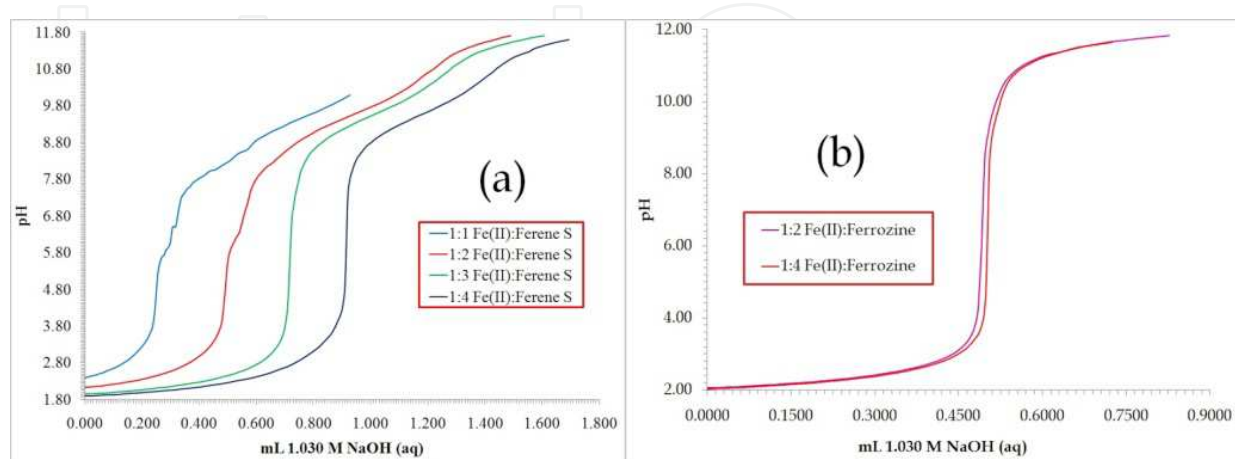 11.80
10.80
9.80
8.80
7.80
6.80
5.80
4.80
3.80
2.80
1.80
pH
0.000 0.200 0.400 0.600 0.800 1.000 1.200 1.400 1.600 1.800
mL 1.030 M NaOH (aq)
(a)
1:1 Fe(II):Ferene S
1:2 Fe(II):Ferene S
1:3 Fe(II):Ferene S
1:4 Fe(II):Ferene S
12.00
10.00
8.00
6.00
4.00
2.00
pH
0.0000 0.1500 0.3000 0.4500 0.6000 0.7500 0.9000
mL 1.030 M NaOH (aq)
(b)
1:2 Fe(II):Ferrozine
1:4 Fe(II):Ferrozine